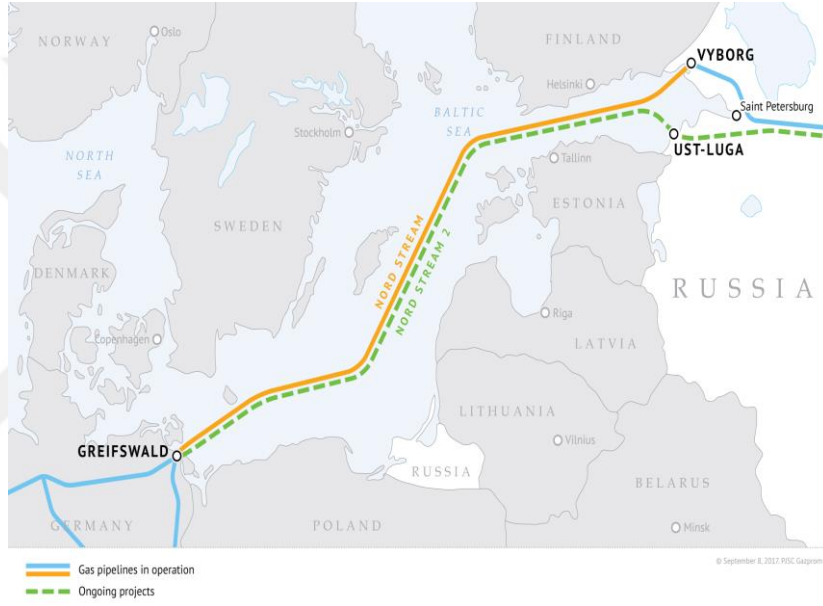 NORWAY
Oslo
FINLAND
VYBORG
Helsinki
Saint Petersburg
BALTIC
SEA
Stockholm
UST-LUGA
NORTH
SEA
Tallinn
ESTONIA
SWEDEN
NORD STREAM
NORD STREAM 2
DENMARK
RUSSIA
Riga
Copenhagen
LATVIA
LITHUANIA
GREIFSWALD
Vilnius
RUSSIA
BELARUS
GERMANY
POLAND
Minsk
Gas pipelines in operation
© September 8, 2017. PJSC Gazprom
Ongoing projects